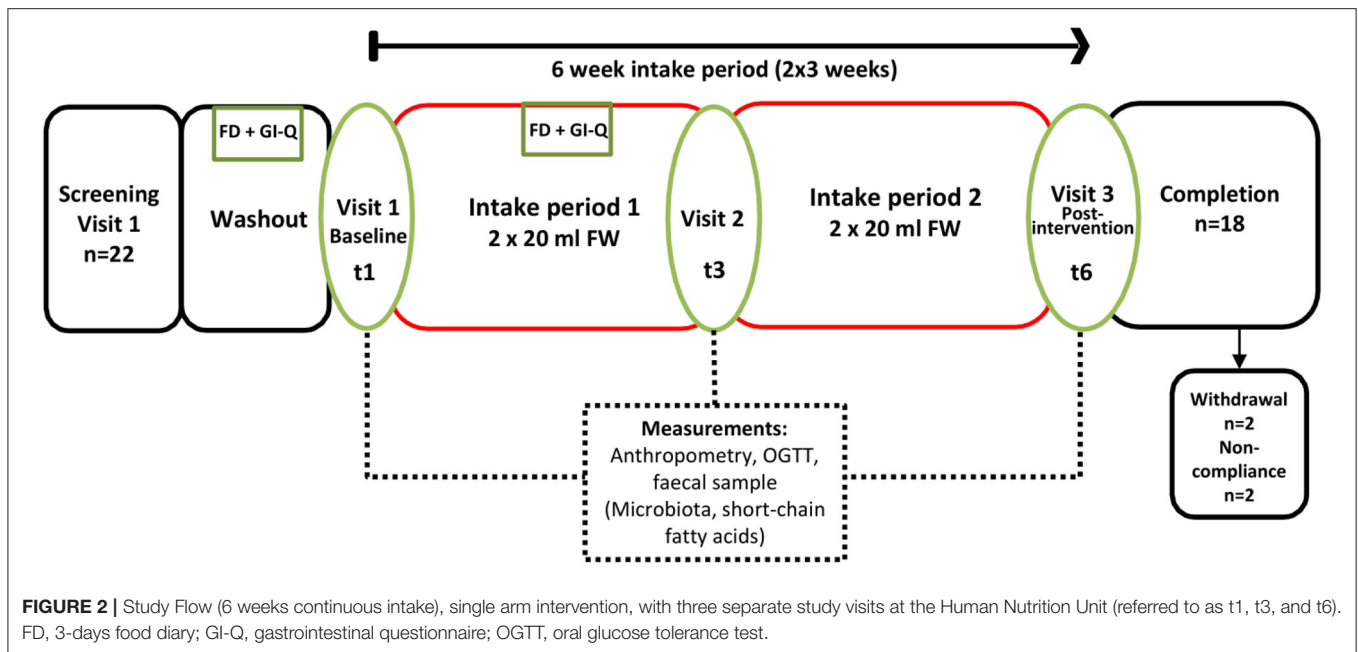 6 week intake period (2x3 weeks)
FD + GI-Q
FD + GI-Q
Screening
Visit 1
n=22
Washout
Visit 1
Baseline
t1
Intake period 1
2 x 20 ml FW
Visit 2
t3
Intake period 2
2 x 20 ml FW
Visit 3
Post-
intervention
t6
Completion
n=18
Withdrawal
n=2
Non-
compliance
n=2
Measurements:
Anthropometry, OGTT,
faecal sample
(Microbiota, short-chain
fatty acids)
FIGURE 2 | Study Flow (6 weeks continuous intake), single arm intervention, with three separate study visits at the Human Nutrition Unit (referred to as t1, t3, and t6).
FD, 3-days food diary; GI-Q, gastrointestinal questionnaire; OGTT, oral glucose tolerance test.